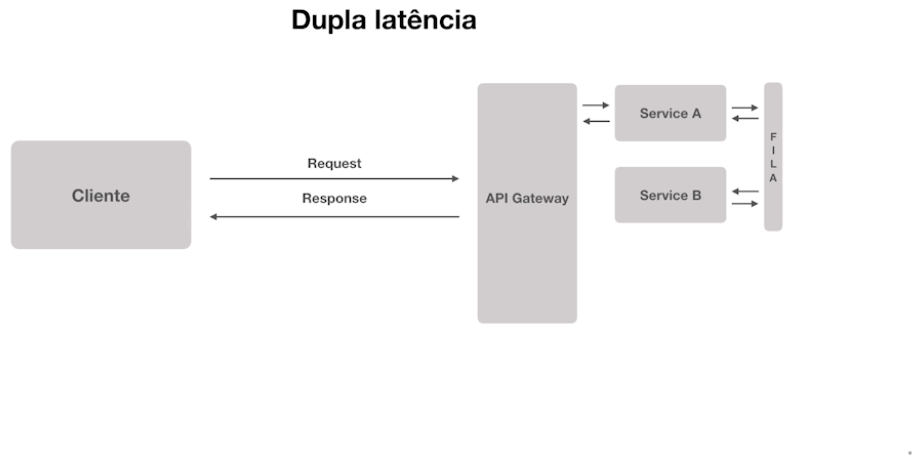 Dupla latência
Cliente
Request
Response
API Gateway
Service A
Service B
F
I
L
A